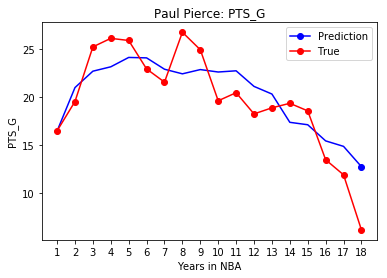 Paul Pierce: PTS_G
Prediction
True
PTS_G
25
20
15
10
1 2 3 4 5 6 7 8 9 10 11 12 13 14 15 16 17 18
Years in NBA